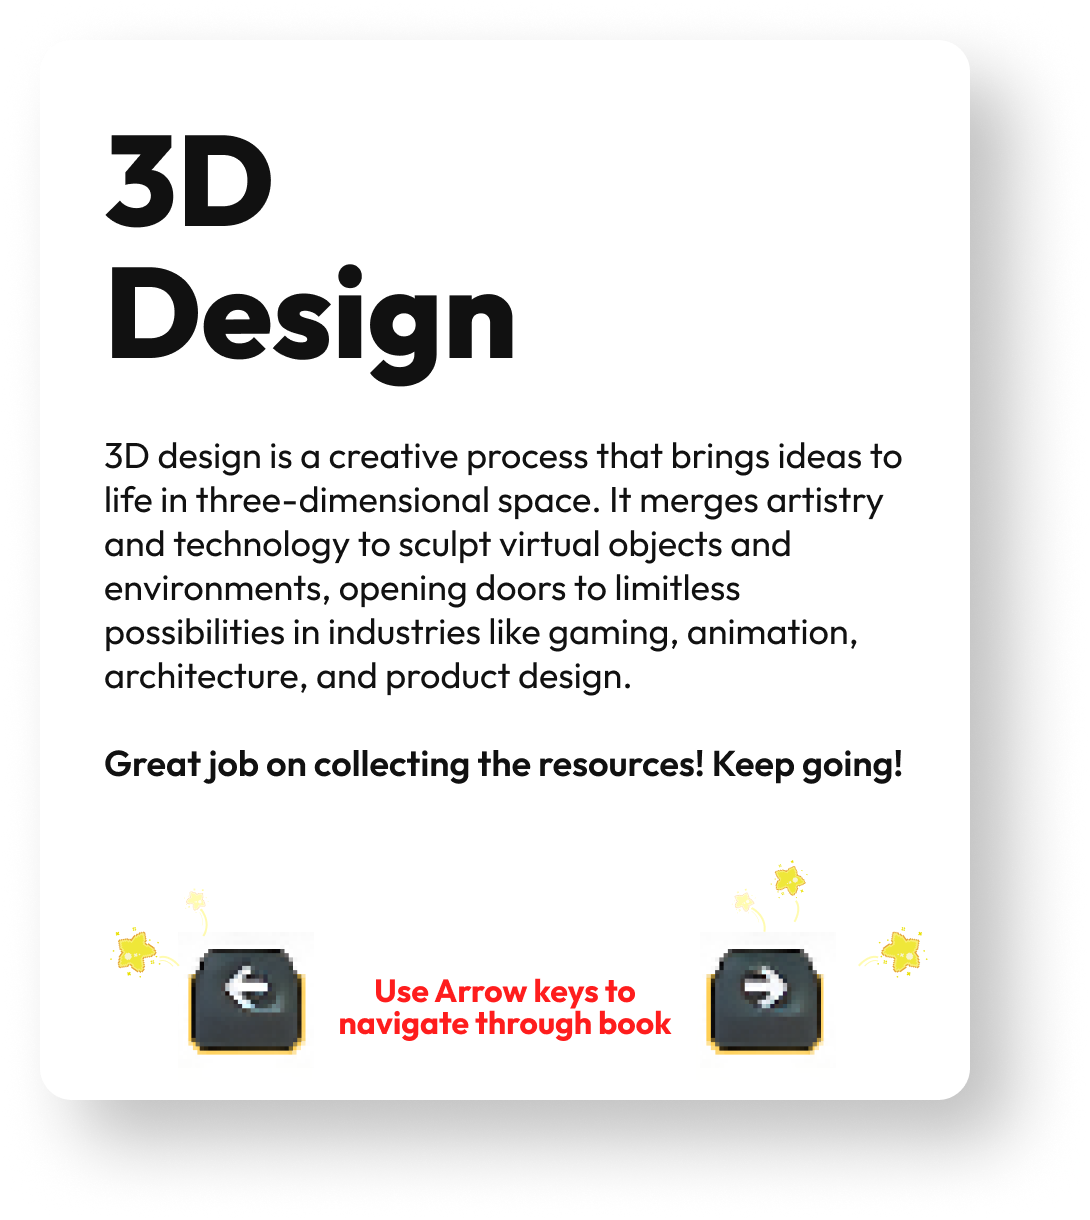 3D
Design
3D design is a creative process that brings ideas to
life in three-dimensional space. It merges artistry
and technology to sculpt virtual objects and
environments, opening doors to limitless
possibilities in industries like gaming, animation,
architecture, and product design.
Great job on collecting the resources! Keep going!
Use Arrow keys to
navigate through book